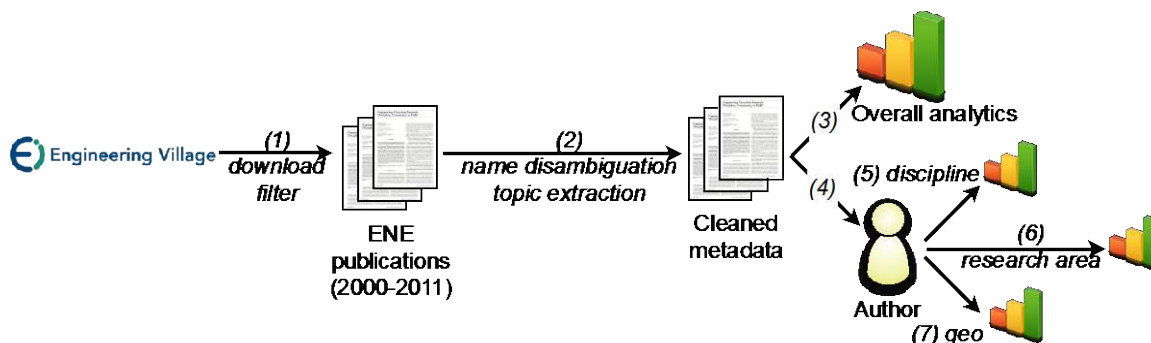 Engineering Village
(1)
download
filter
ENE
publications
(2000-2011)
(2)
name disambiguation
topic extraction
Cleaned
metadata
(3)
Overall analytics
(4)
Author
(5) discipline
(6)
research area
(7) geo